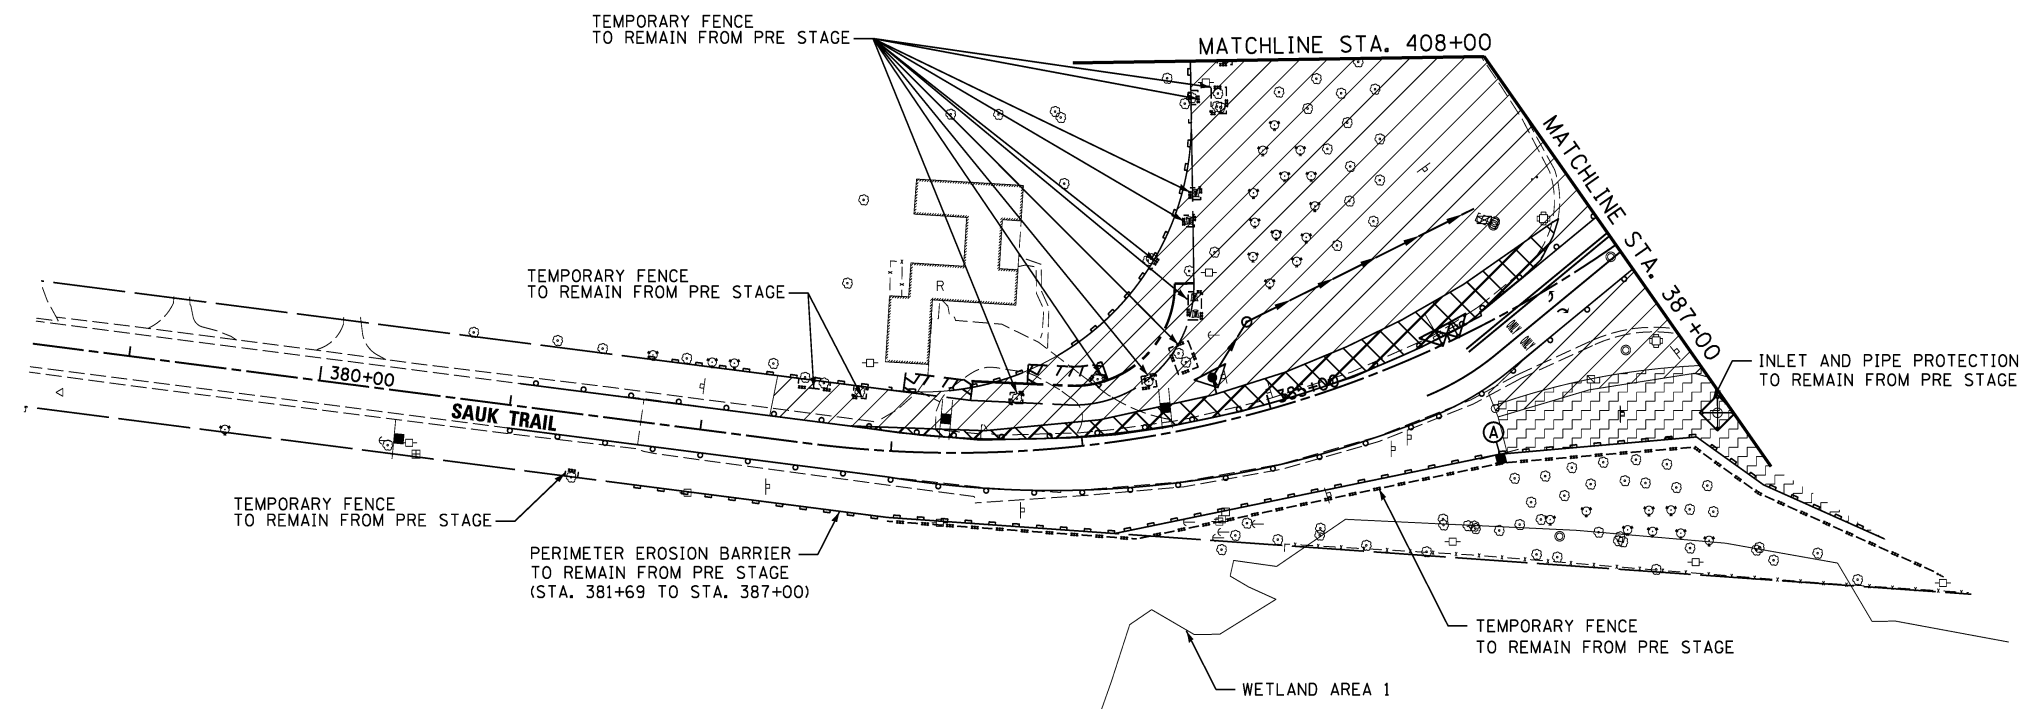 TEMPORARY FENCE
TO REMAIN FROM PRE STAGE
MATCHLINE STA. 408+00
MATCHLINE STA. 387+00
TEMPORARY FENCE
TO REMAIN FROM PRE STAGE
R
380+00
SAUK TRAIL
385+00
ONLY
ONLY
INLET AND PIPE PROTECTION
TO REMAIN FROM PRE STAGE
A
TEMPORARY FENCE
TO REMAIN FROM PRE STAGE
PERIMETER EROSION BARRIER
TO REMAIN FROM PRE STAGE
(STA. 381+69 TO STA. 387+00)
TEMPORARY FENCE
TO REMAIN FROM PRE STAGE
WETLAND AREA 1